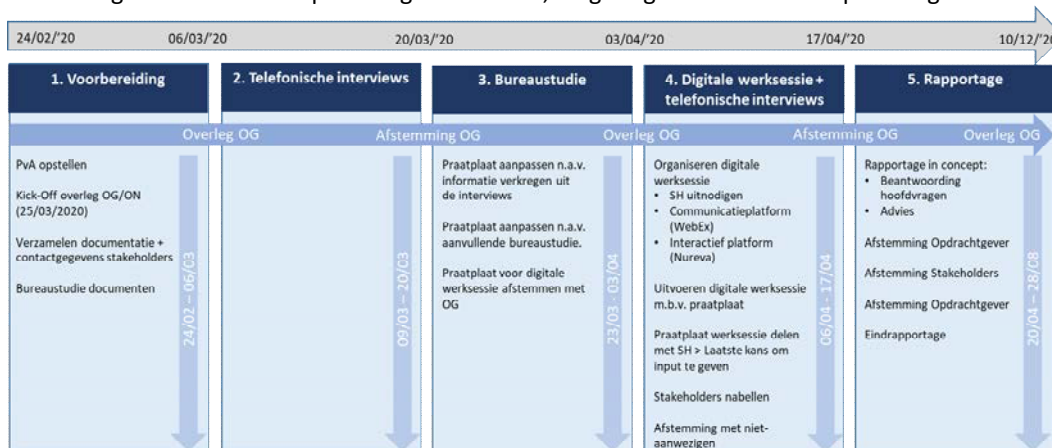 24/02/'20
06/03/'20
20/03/'20
03/04/'20
17/04/'20
10/12/'20
1. Voorbereiding
2. Telefonische interviews
3. Bureaustudie
4. Digitale werksessie +
telefonische interviews
5. Rapportage
Overleg OG
Afstemming OG
Overleg OG
Afstemming OG
Overleg OG
PvA opstellen
Kick-Off overleg OG/ON
(25/03/2020)
Verzamelen documentatie +
contactgegevens stakeholders
Bureaustudie documenten
24/02 – 06/03
09/03 – 20/03
Praatplaat aanpassen n.a.v.
informatie verkregen uit
de interviews
Praatplaat aanpassen n.a.v.
aanvullende bureaustudie.
Praatplaat voor digitale
werksessie afstemmen met
OG
23/03 - 03/04
Organiseren digitale
werksessie
• SH uitnodigen
• Communicatieplatform
(WebEx)
• Interactief platform
(Nureva)
Uitvoeren digitale werksessie
m.b.v. praatplaat
Praatplaat werksessie delen
met SH > Laatste kans om
input te geven
Stakeholders nabellen
Afstemming met niet-
aanwezigen
06/04 - 17/04
Rapportage in concept:
• Beantwoording
hoofdvragen
• Advies
Afstemming Opdrachtgever
Afstemming Stakeholders
Afstemming Opdrachtgever
Eindrapportage
20/04 – 28/08